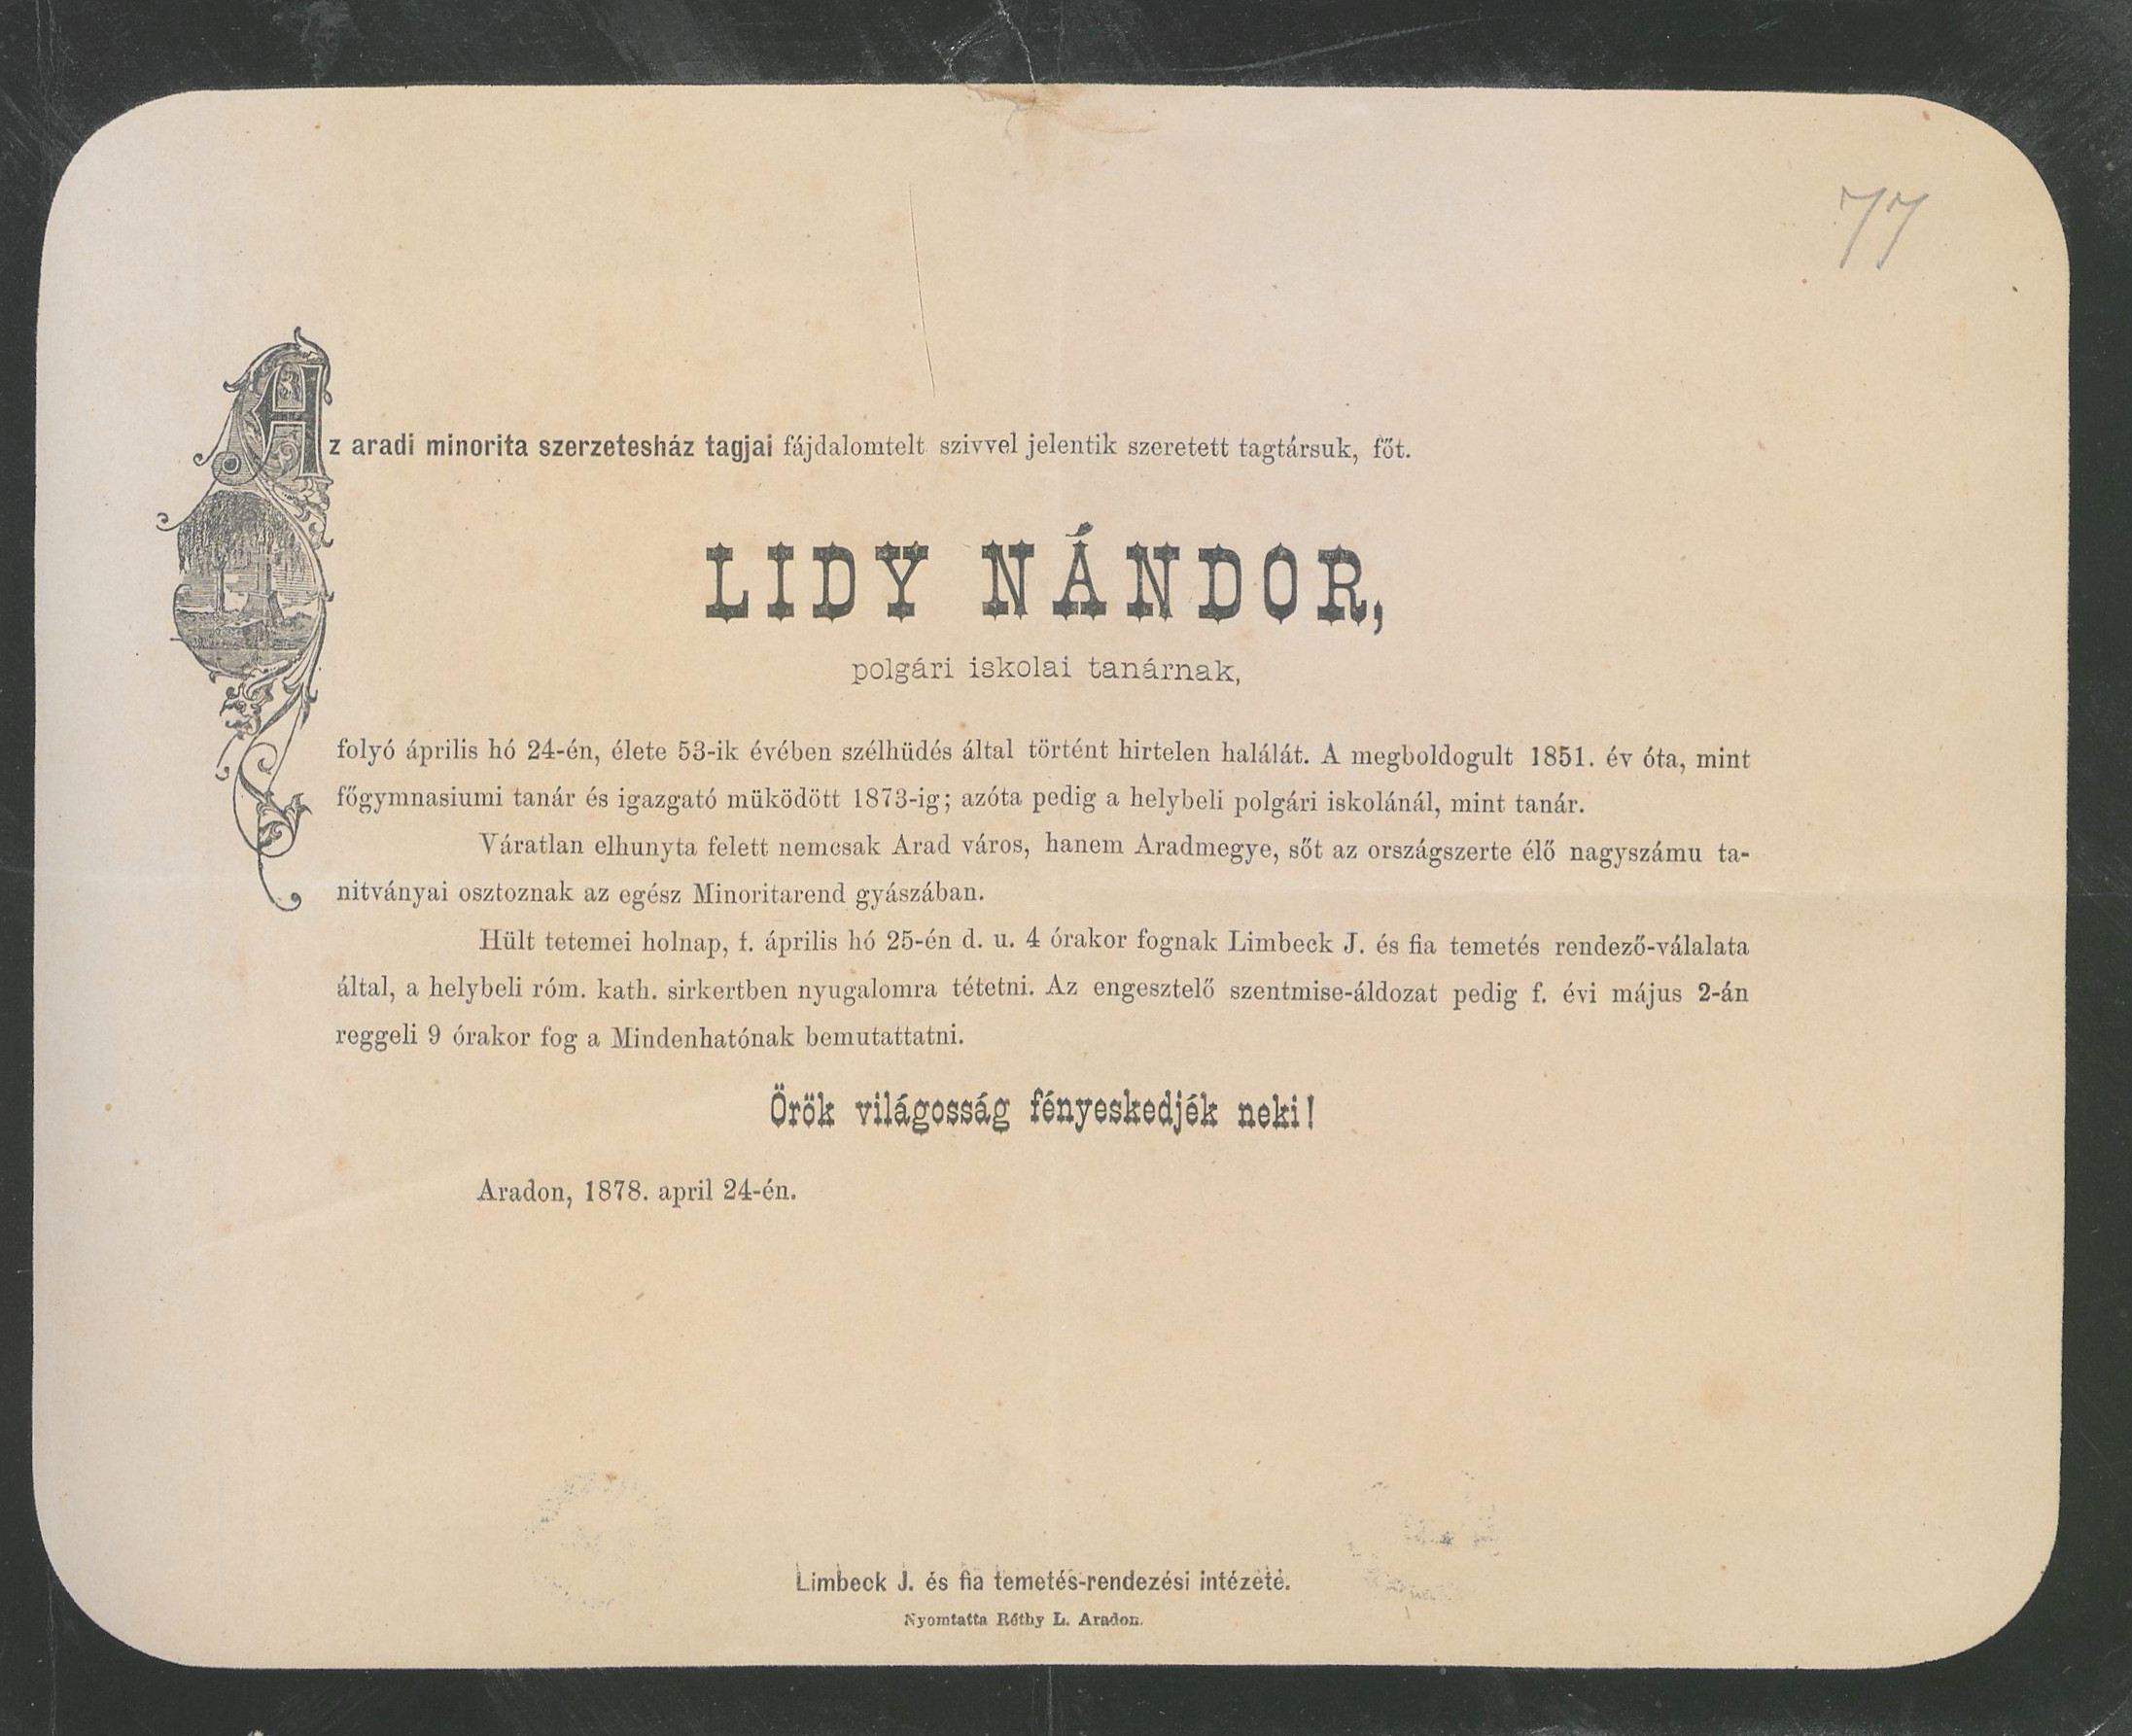 77
Az aradi minorita szerzetesház tagjai fájdalomtelt szivvel jelentik szeretett tagtársuk, főt.
LIDY NÁNDOR,
polgári iskolai tanárnak,
folyó április hó 24-én, élete 53-ik évében szélhüdés által történt hirtelen halálát. A megboldogult 1851. év óta, mint
főgymnasiumi tanár és igazgató müködött 1873-ig; azóta pedig a helybeli polgári iskolánál, mint tanár.
Váratlan elhunyta felett nemcsak Arad város, hanem Aradmegye, sőt az országszerte élő nagyszámu ta-
nitványai osztoznak az egész Minoritarend gyászában.
Hült tetemei holnap, f. április hó 25-én d. u. 4 órakor fognak Limbeck J. és fia temetés rendező-válalata
által, a helybeli róm. kath. sirkertben nyugalomra tétetni. Az engesztelő szentmise-áldozat pedig f. évi május 2-án
reggeli 9 órakor fog a Mindenhatónak bemutattatni.
Örök világosság fényeskedjék neki!
Aradon, 1878. april 24-én.
Limbeck J. és fia temetés-rendezési intézete.
Nyomtatta Réthy L. Aradon.